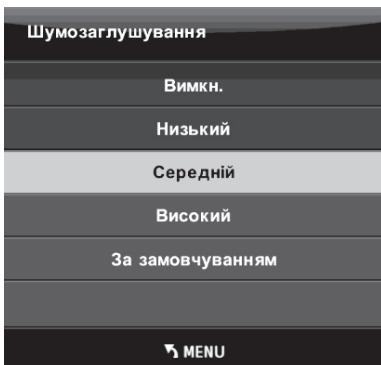 Шумозаглушування
Вимкн.
Низький
Середній
Високий
За замовчуванням
MENU